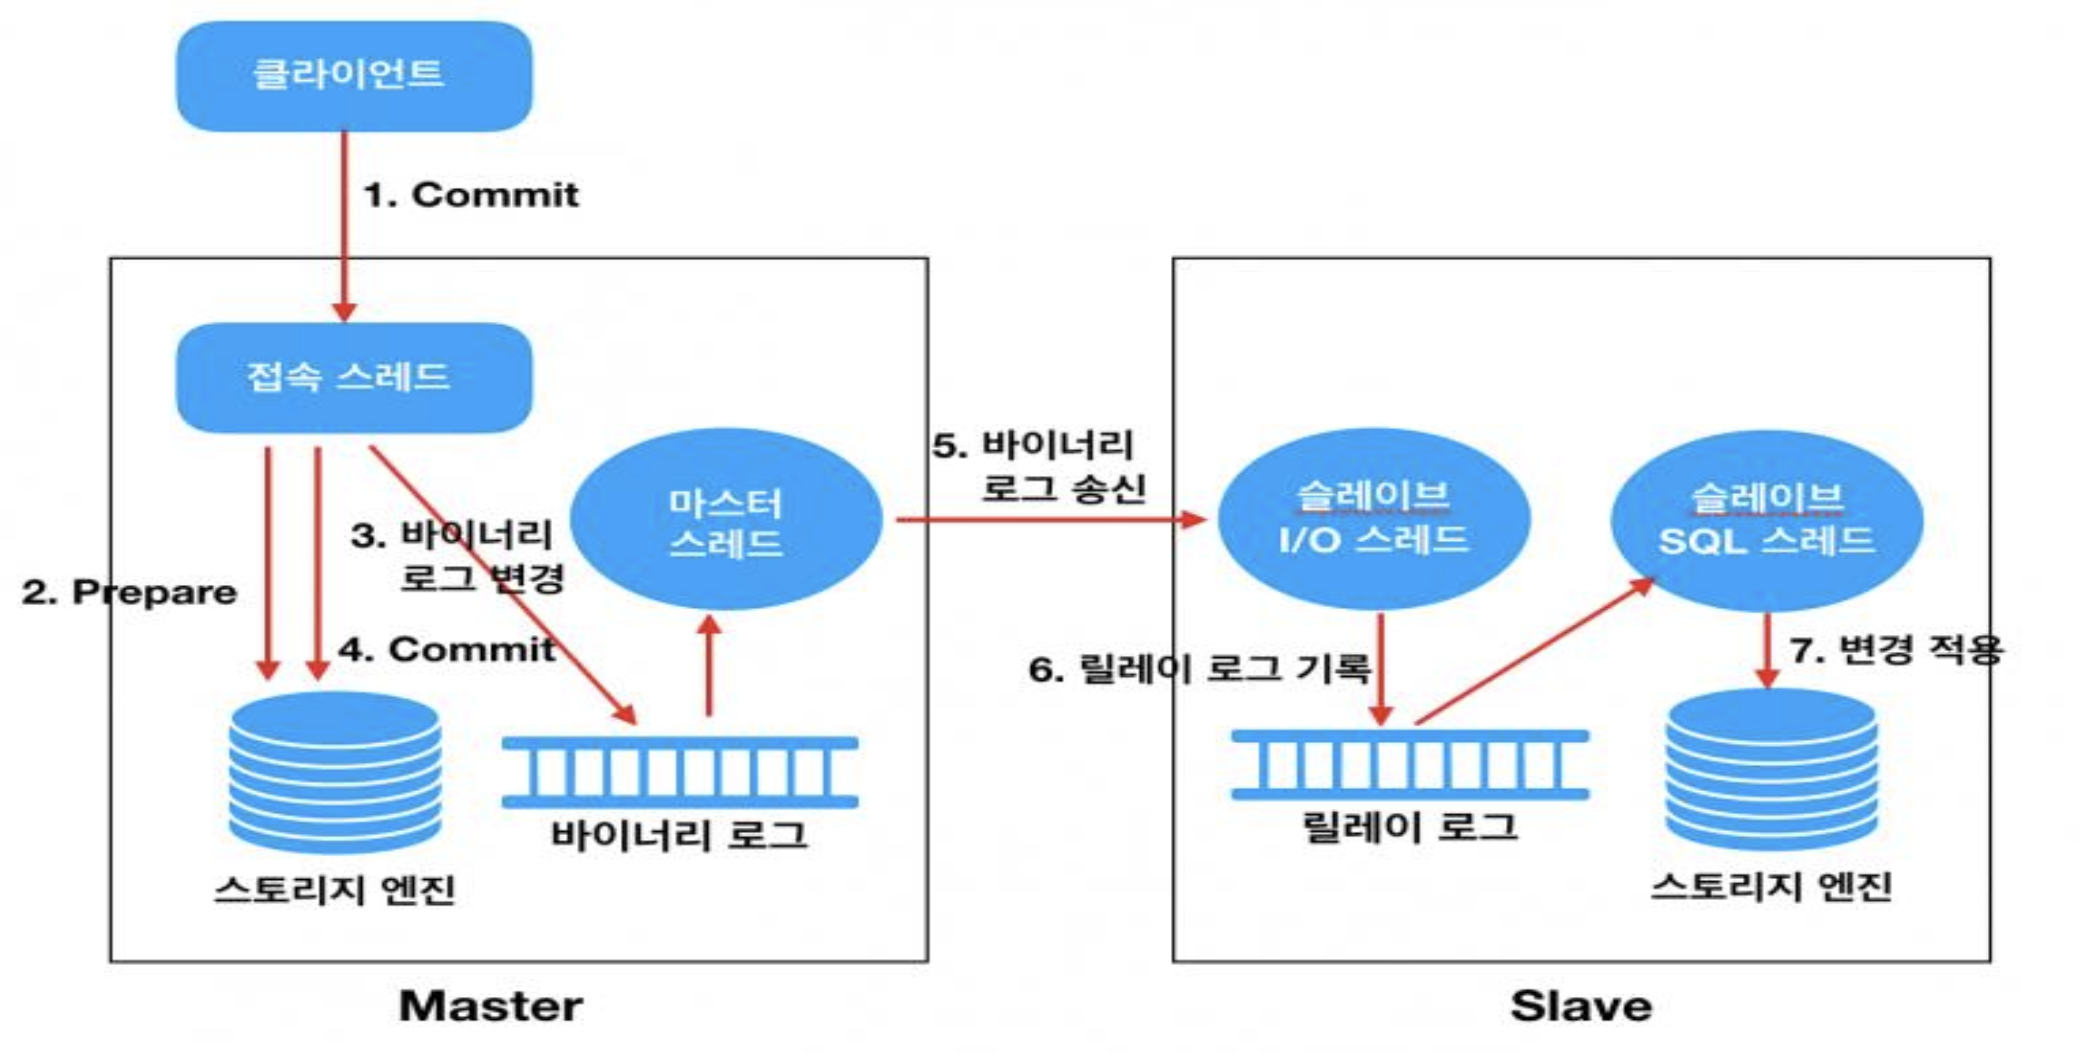 클라이언트
1. Commit
접속 스레드
2. Prepare
3. 바이너리
로그 변경
4. Commit
마스터
스레드
스토리지 엔진
바이너리 로그
Master
5. 바이너리
로그 송신
슬레이브
I/O 스레드
슬레이브
SQL 스레드
6. 릴레이 로그 기록
7. 변경 적용
릴레이 로그
스토리지 엔진
Slave